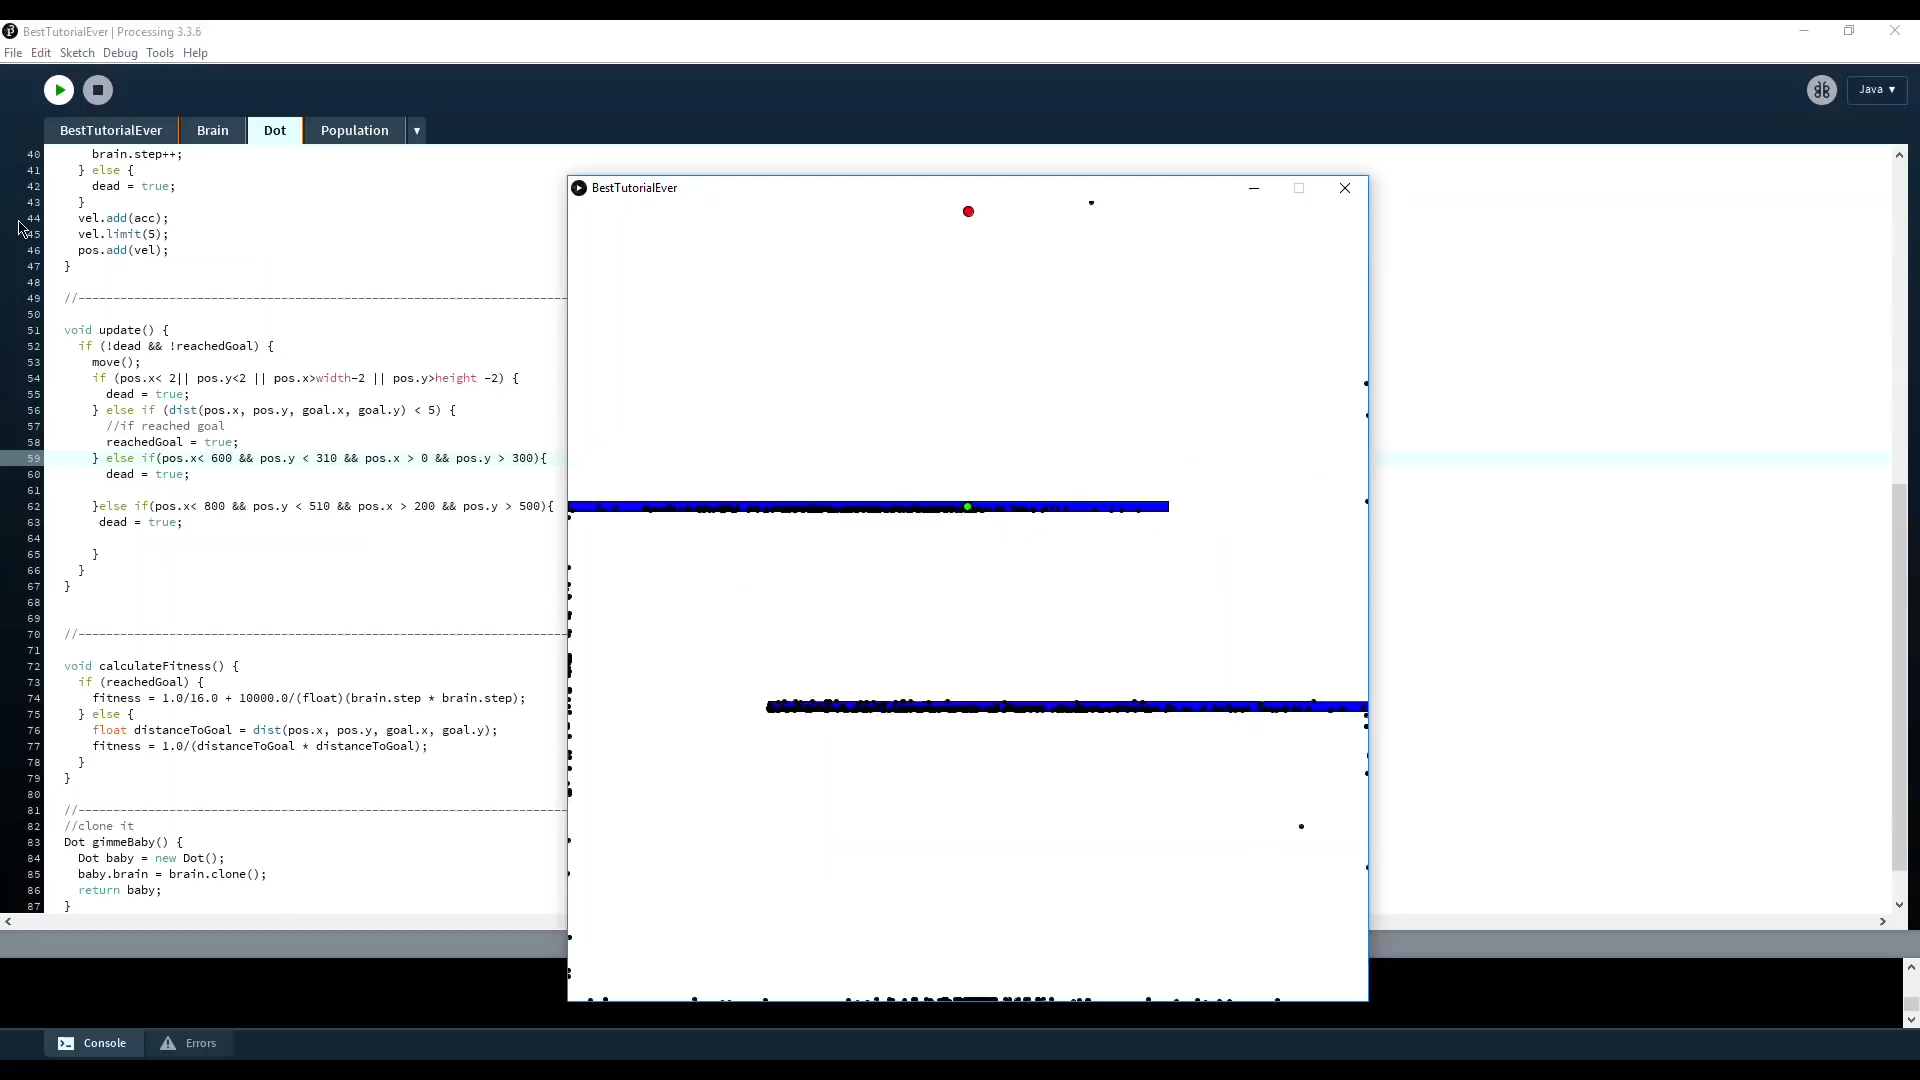 BestTutorialEver | Processing 3.3.6
File Edit Sketch Debug Tools Help
Java ▾
BestTutorialEver Brain Dot Population ▾
40 brain.step++;
41 } else {
42 dead = true;
43 }
44 vel.add(acc);
45 vel.limit(5);
46 pos.add(vel);
47 }
48
49 //----------------------------------------------------------------------
50
51 void update() {
52 if (!dead && !reachedGoal) {
53 move();
54 if (pos.x< 2|| pos.y<2 || pos.x>width-2 || pos.y>height -2) {
55 dead = true;
56 } else if (dist(pos.x, pos.y, goal.x, goal.y) < 5) {
57 //if reached goal
58 reachedGoal = true;
59 } else if(pos.x< 600 && pos.y < 310 && pos.x > 0 && pos.y > 300){
60 dead = true;
61
62 }else if(pos.x< 800 && pos.y < 510 && pos.x > 200 && pos.y > 500){
63 dead = true;
64
65 }
66 }
67 }
68
69
70 //----------------------------------------------------------------------
71
72 void calculateFitness() {
73 if (reachedGoal) {
74 fitness = 1.0/16.0 + 10000.0/(float)(brain.step * brain.step);
75 } else {
76 float distanceToGoal = dist(pos.x, pos.y, goal.x, goal.y);
77 fitness = 1.0/(distanceToGoal * distanceToGoal);
78 }
79 }
80
81 //----------------------------------------------------------------------
82 //clone it
83 Dot gimmeBaby() {
84 Dot baby = new Dot();
85 baby.brain = brain.clone();
86 return baby;
87 }
BestTutorialEver
Console Errors